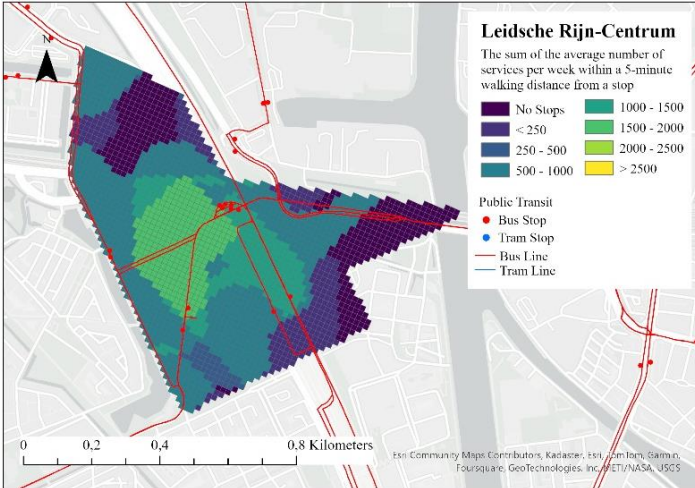 Leidsche Rijn-Centrum
The sum of the average number of
services per week within a 5-minute
walking distance from a stop
No Stops
< 250
250 - 500
500 - 1000
1000 - 1500
1500 - 2000
2000 - 2500
> 2500
Public Transit
Bus Stop
Tram Stop
Bus Line
Tram Line
N
0 0,2 0,4 0,8 Kilometers
Esri Community Maps Contributors, Kadaster, Esri, TomTom, Garmin,
Foursquare, GeoTechnologies, Inc, METI/NASA, USGS